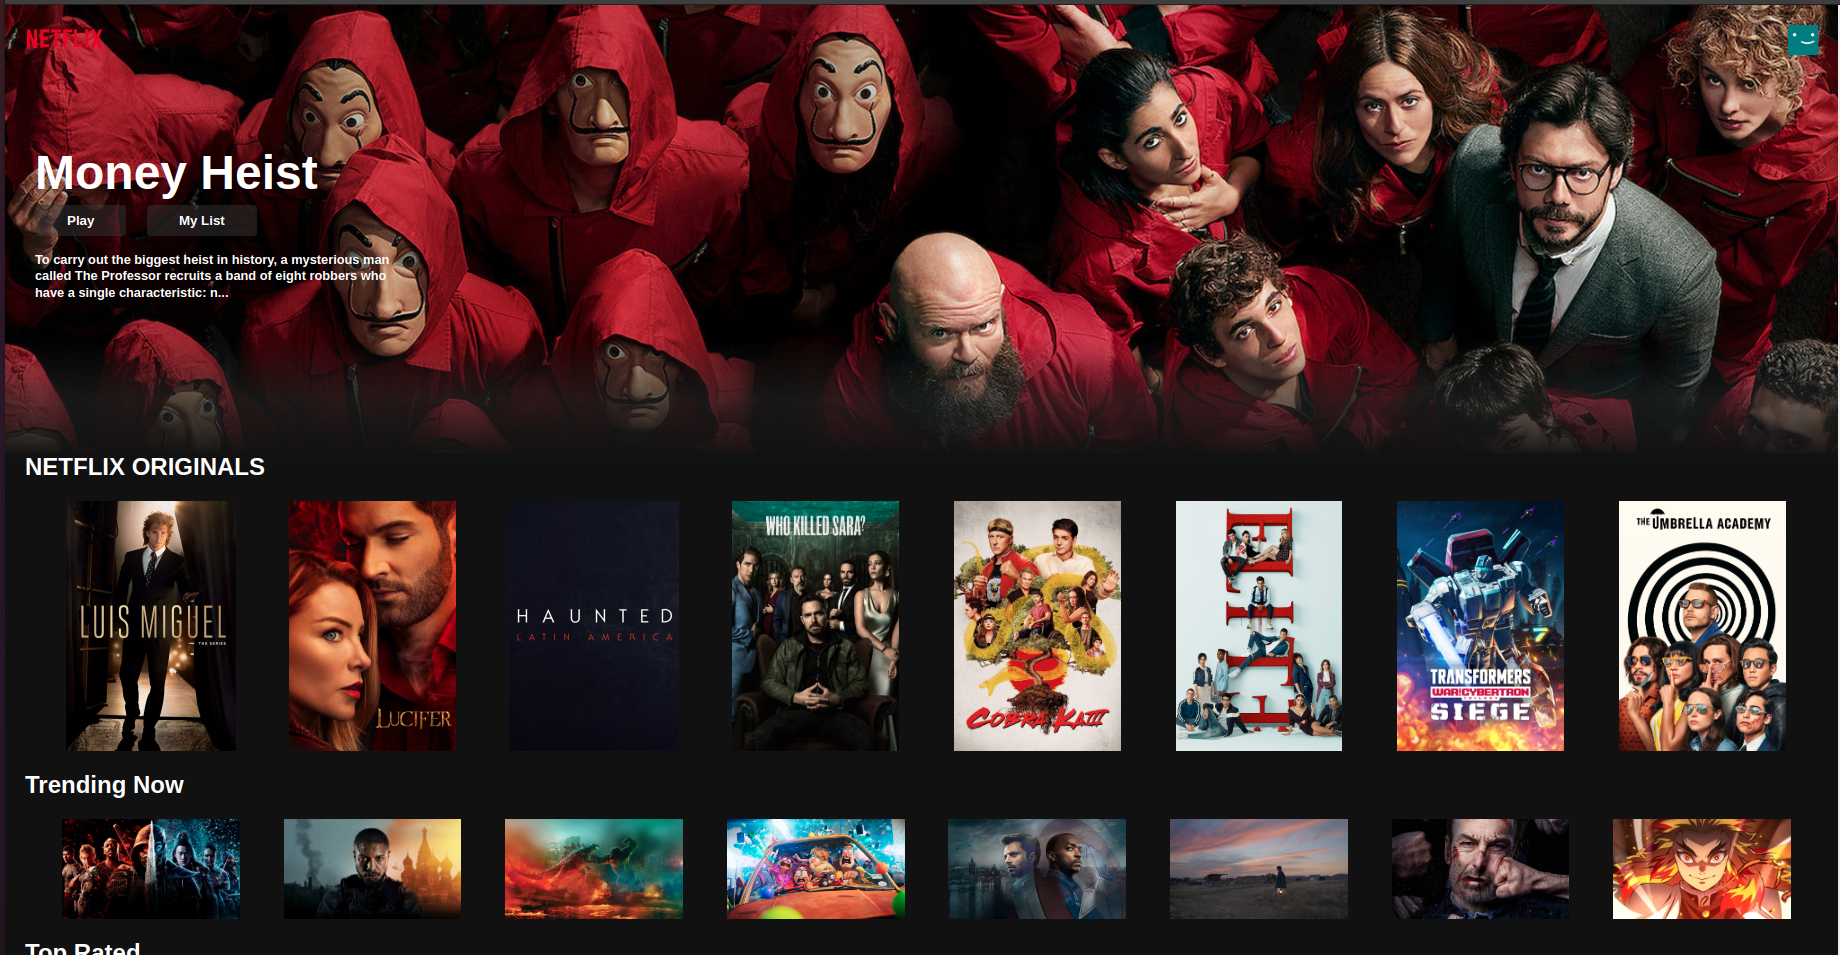 NETFLIX
Money Heist
Play
My List
To carry out the biggest heist in history, a mysterious man
called The Professor recruits a band of eight robbers who
have a single characteristic: n...
NETFLIX ORIGINALS
LUIS MIGUEL
THE SERIES
LUCIFER
HAUNTED
LATIN AMERICA
WHO KILLED SARA?
COBRA KAI
ELITE
TRANSFORMERS
WAR FOR CYBERTRON
TRILOGY
SIEGE
THE UMBRELLA ACADEMY
Trending Now
Top Rated